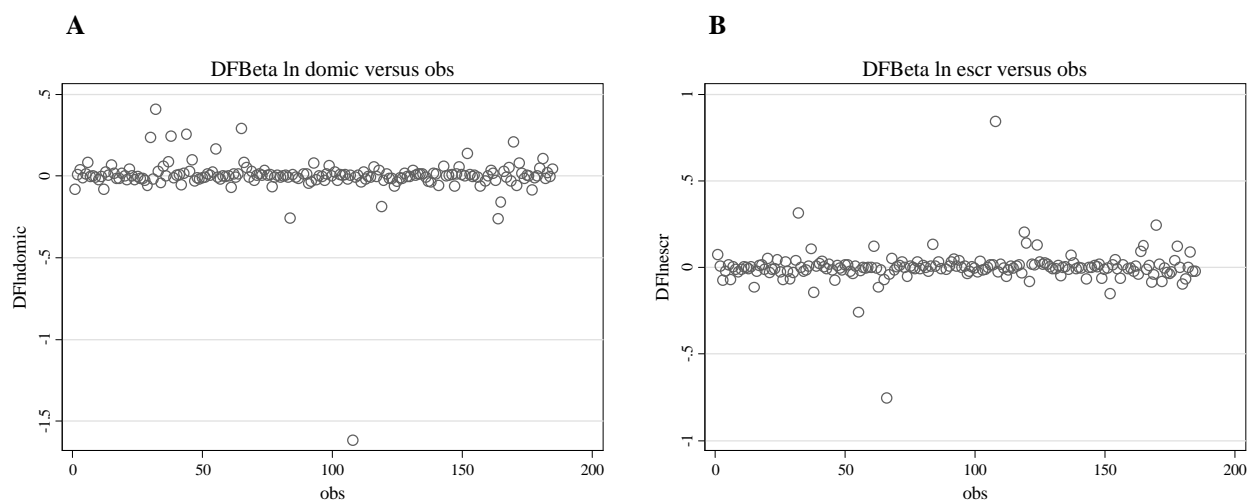 A
DFBeta ln domic versus obs
.5
0
-.5
-1
-1.5
DFlndomic
0
50
100
150
200
obs
B
DFBeta ln escr versus obs
1
.5
0
-.5
-1
DFlnescr
0
50
100
150
200
obs